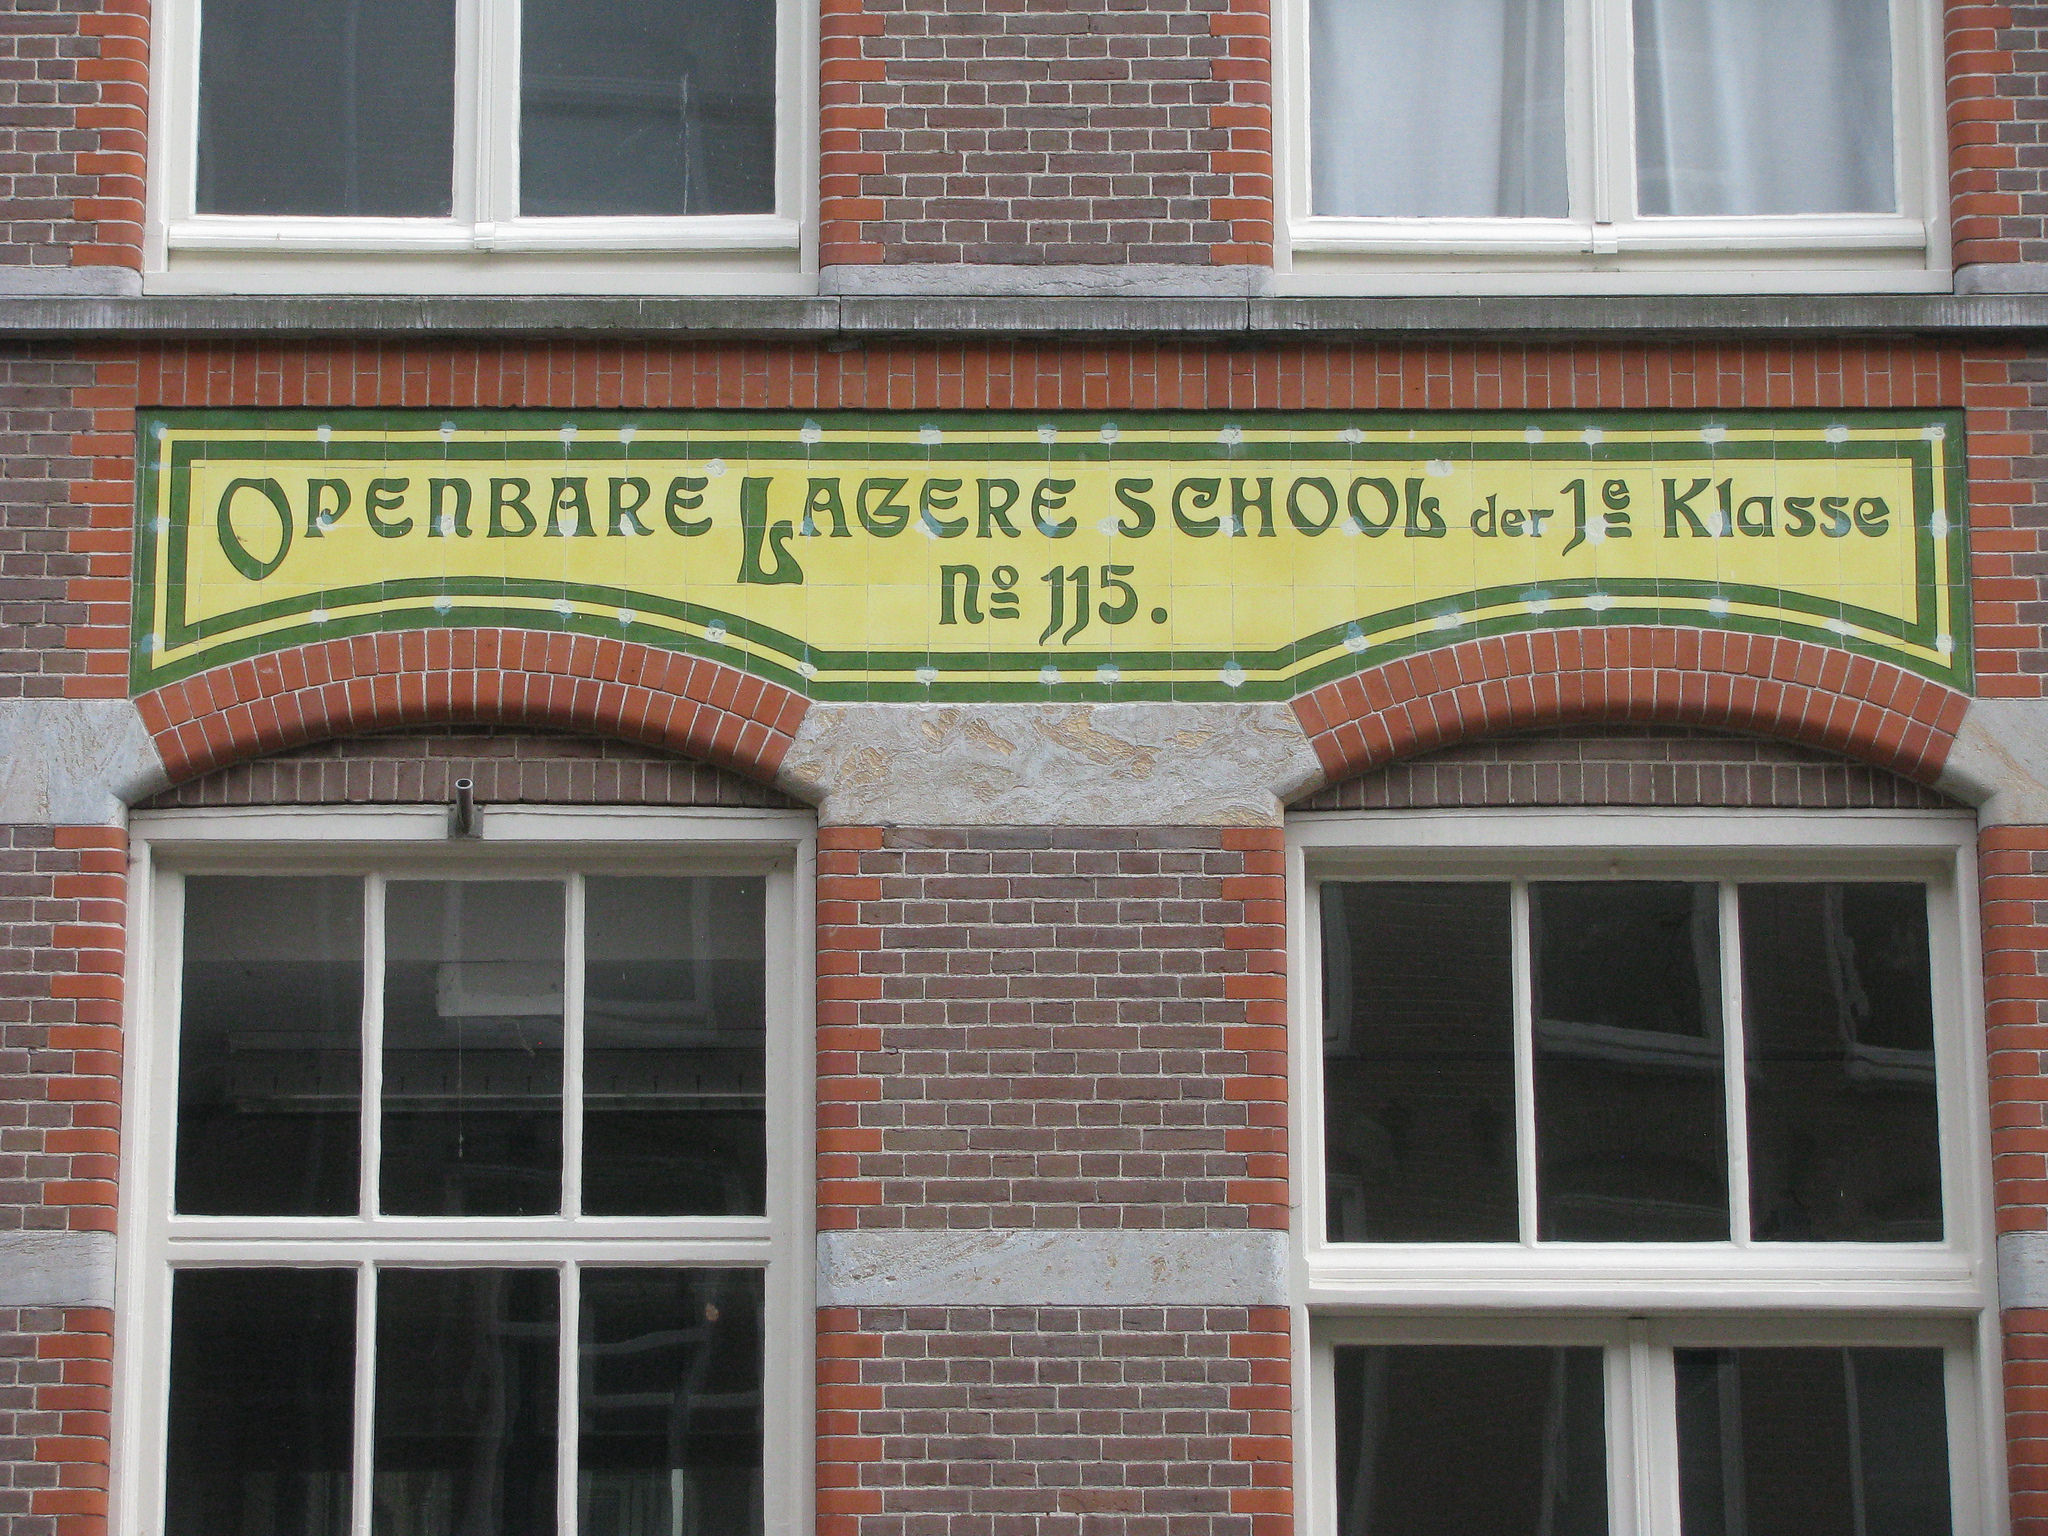 OPENBARE LAGERE SCHOOL der 1e Klasse
No 115.